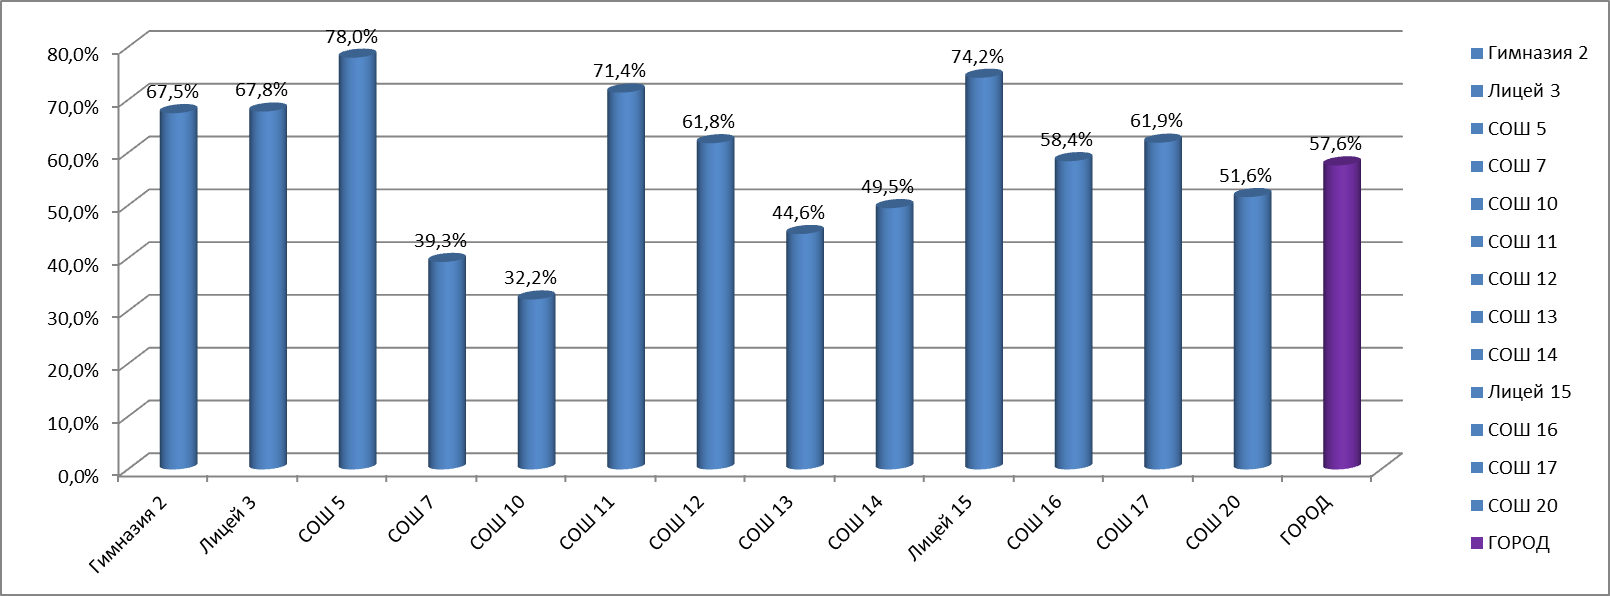 80,0%
70,0%
60,0%
50,0%
40,0%
30,0%
20,0%
10,0%
0,0%
67,5%
67,8%
78,0%
39,3%
32,2%
71,4%
61,8%
44,6%
49,5%
74,2%
58,4%
61,9%
51,6%
57,6%
Гимназия 2
Лицей 3
СОШ 5
СОШ 7
СОШ 10
СОШ 11
СОШ 12
СОШ 13
СОШ 14
Лицей 15
СОШ 16
СОШ 17
СОШ 20
ГОРОД
Гимназия 2
Лицей 3
СОШ 5
СОШ 7
СОШ 10
СОШ 11
СОШ 12
СОШ 13
СОШ 14
Лицей 15
СОШ 16
СОШ 17
СОШ 20
ГОРОД